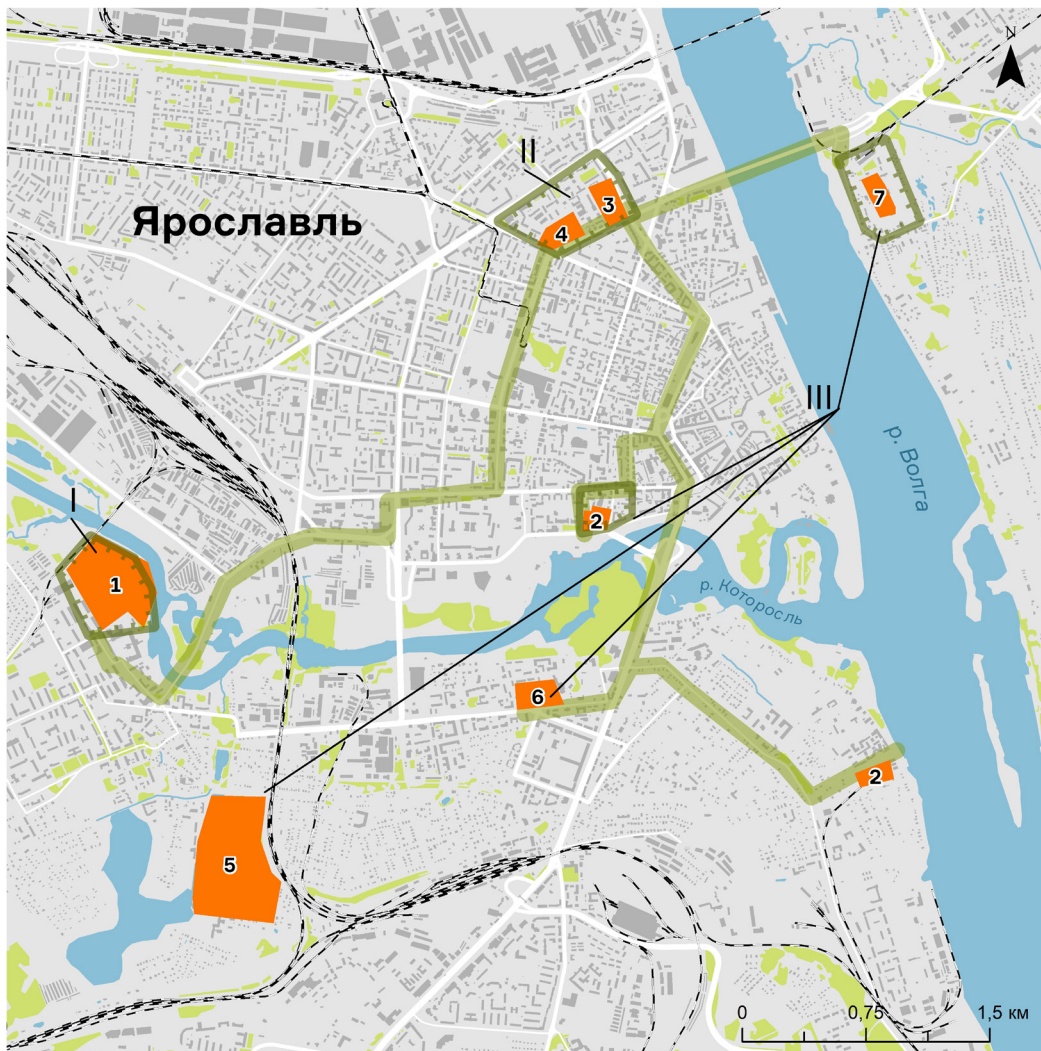 N
II
3
4
7
Ярославль
III
р. Волга
I
2
1
р. Которосль
6
2
5
0 0,75 1,5 км